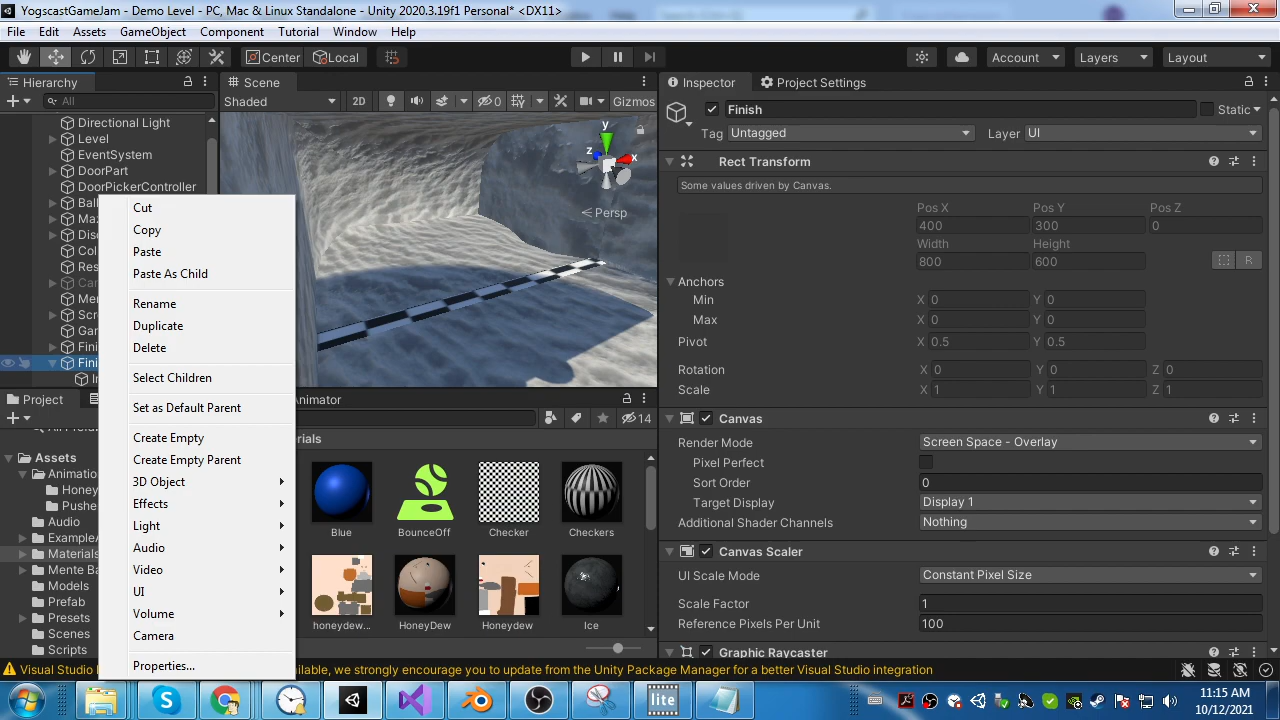 YogscastGameJam - Demo Level - PC, Mac & Linux Standalone - Unity 2020.3.19f1 Personal* <DX11>
File Edit Assets GameObject Component Tutorial Window Help
Center Local Account Layers Layout
Hierarchy
All
Directional Light
Level
EventSystem
DoorPart
DoorPickerController
Ball
Finish
Cut
Copy
Paste
Paste As Child
Rename
Duplicate
Delete
Select Children
Set as Default Parent
Create Empty
Create Empty Parent
3D Object
Effects
Light
Audio
Video
UI
Volume
Camera
Properties...
Scene
Shaded 2D 0 Gizmos
y
z x
Persp
Project
Animator
14
Assets
Audio
Materials
Models
Prefab
Presets
Scenes
Scripts
Blue BounceOff Checker Checkers
honeydew... HoneyDew Honeydew Ice
Inspector Project Settings
Finish Static
Tag Untagged Layer UI
Rect Transform
Some values driven by Canvas.
Pos X Pos Y Pos Z
400 300 0
Width Height
800 600 R
Anchors
Min X 0 Y 0
Max X 0 Y 0
Pivot X 0.5 Y 0.5
Rotation X 0 Y 0 Z 0
Scale X 1 Y 1 Z 1
Canvas
Render Mode Screen Space - Overlay
Pixel Perfect
Sort Order 0
Target Display Display 1
Additional Shader Channels Nothing
Canvas Scaler
UI Scale Mode Constant Pixel Size
Scale Factor 1
Reference Pixels Per Unit 100
Graphic Raycaster
Visual Studio ailable, we strongly encourage you to update from the Unity Package Manager for a better Visual Studio integration
lite
11:15 AM
10/12/2021